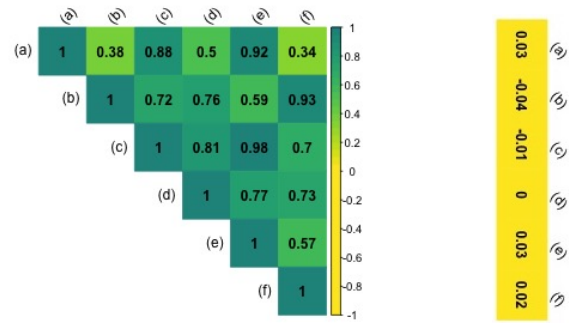 (a) (b) (c) (d) (e) (f)
(a) 1 0.38 0.88 0.5 0.92 0.34
(b) 1 0.72 0.76 0.59 0.93
(c) 1 0.81 0.98 0.7
(d) 1 0.77 0.73
(e) 1 0.57
(f) 1
1
0.8
0.6
0.4
0.2
0
-0.2
-0.4
-0.6
-0.8
-1
0.03 (a)
-0.04 (b)
-0.01 (c)
0 (d)
0.03 (e)
0.02 (f)